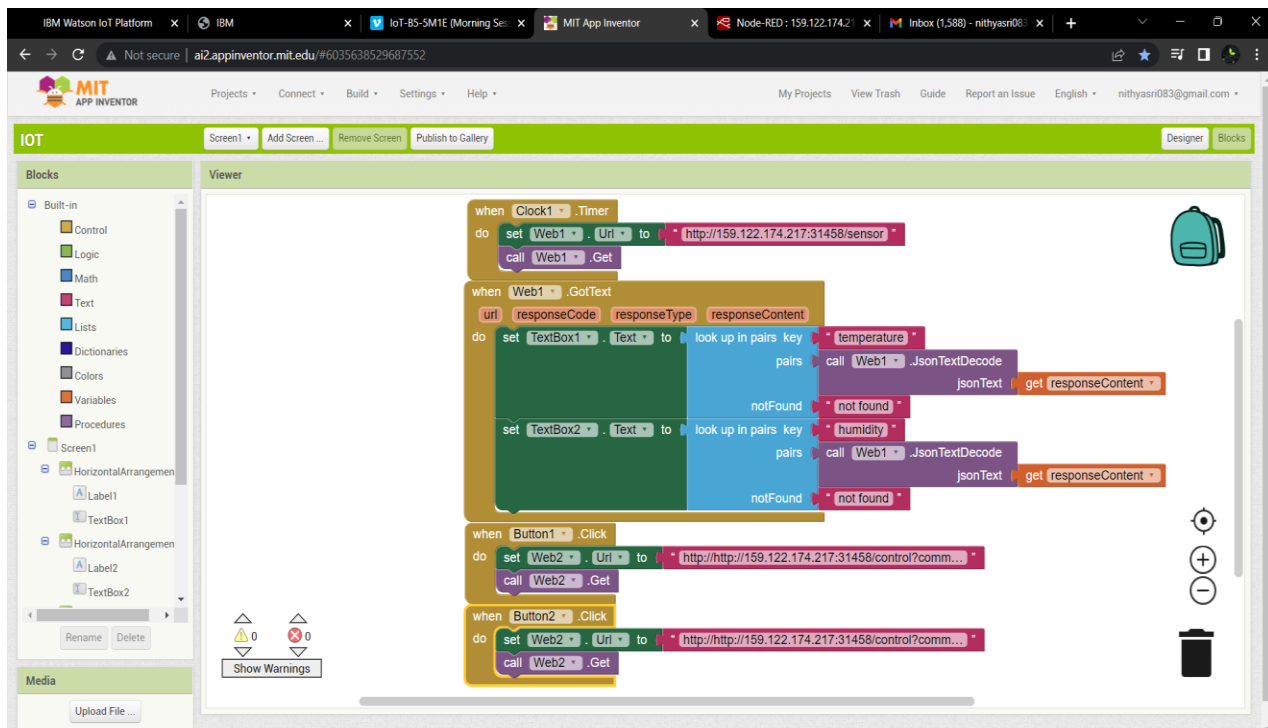 IBM Watson IoT Platform
IBM
IoT-B5-5M1E (Morning Ses
MIT App Inventor
Node-RED : 159.122.174.21
Inbox (1,588) - nithyasri083
Not secure | ai2.appinventor.mit.edu/#6035638529687552
MIT
APP INVENTOR
Projects Connect Build Settings Help
My Projects View Trash Guide Report an Issue English nithyasri083@gmail.com
IOT
Screen1 Add Screen ... Remove Screen Publish to Gallery
Designer Blocks
Blocks
Viewer
Built-in
Control
Logic
Math
Text
Lists
Dictionaries
Colors
Variables
Procedures
Screen1
HorizontalArrangemen
Label1
TextBox1
HorizontalArrangemen
Label2
TextBox2
Rename Delete
Media
Upload File ...
when Clock1 .Timer
do set Web1 . Url to " http://159.122.174.217:31458/sensor "
call Web1 .Get
when Web1 .GotText
url responseCode responseType responseContent
do set TextBox1 . Text to look up in pairs key " temperature "
pairs call Web1 .JsonTextDecode
jsonText get responseContent
notFound " not found "
set TextBox2 . Text to look up in pairs key " humidity "
pairs call Web1 .JsonTextDecode
jsonText get responseContent
notFound " not found "
when Button1 .Click
do set Web2 . Url to " http://http://159.122.174.217:31458/control?comm... "
call Web2 .Get
when Button2 .Click
do set Web2 . Url to " http://http://159.122.174.217:31458/control?comm... "
call Web2 .Get
0 0
Show Warnings